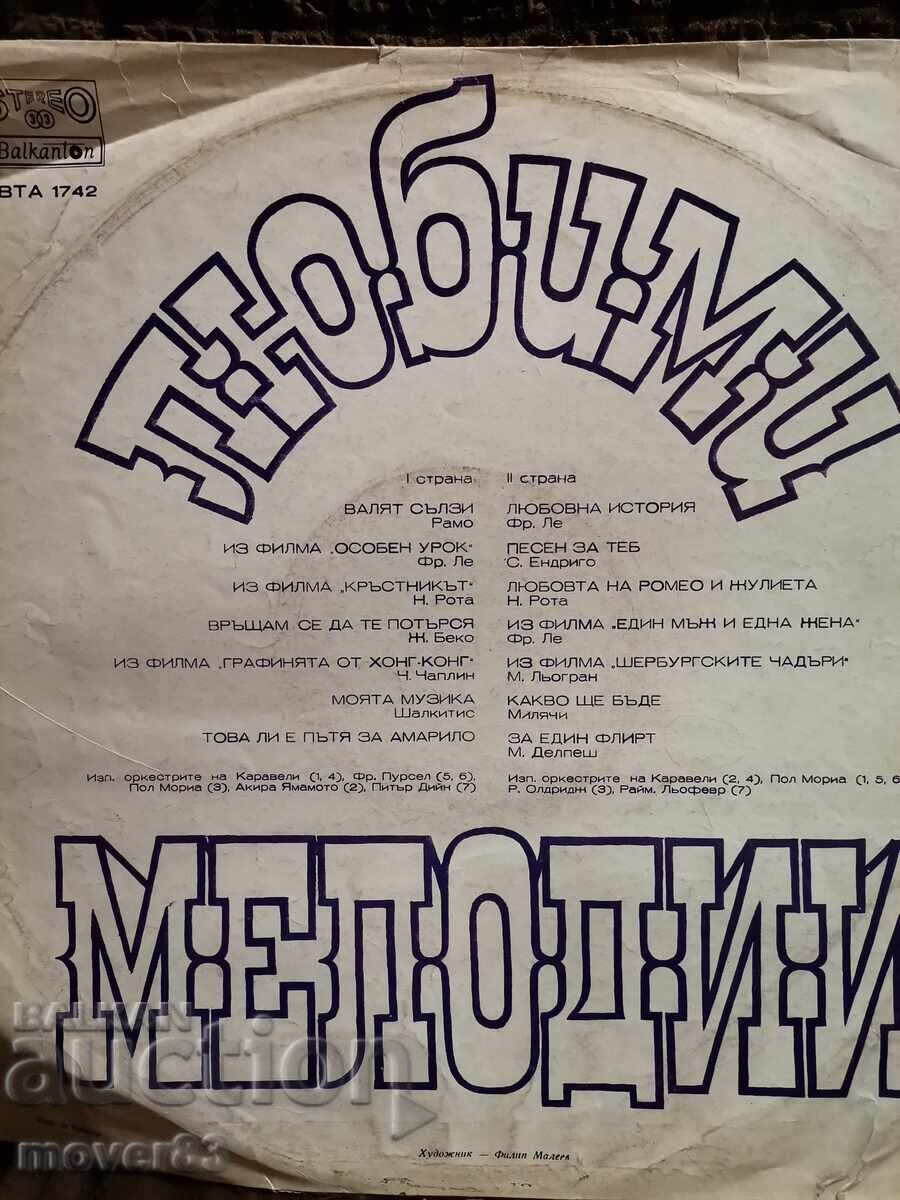 STEREO
33
Balkanton
ВТА 1742
Любими
I страна
ВАЛЯТ СЪЛЗИ
Рамо
ИЗ ФИЛМА „ОСОБЕН УРОК“
Фр. Ле
ИЗ ФИЛМА „КРЪСТНИКЪТ“
Н. Рота
ВРЪЩАМ СЕ ДА ТЕ ПОТЪРСЯ
Ж. Беко
ИЗ ФИЛМА „ГРАФИНЯТА ОТ ХОНГ-КОНГ“
Ч. Чаплин
МОЯТА МУЗИКА
Шалкитис
ТОВА ЛИ Е ПЪТЯ ЗА АМАРИЛО
Изп. оркестрите на Каравели (1, 4), Фр. Пурсел (5, 6),
Пол Мориа (3), Акира Ямамото (2), Питър Дийн (7)
II страна
ЛЮБОВНА ИСТОРИЯ
Фр. Ле
ПЕСЕН ЗА ТЕБ
С. Ендриго
ЛЮБОВТА НА РОМЕО И ЖУЛИЕТА
Н. Рота
ИЗ ФИЛМА „ЕДИН МЪЖ И ЕДНА ЖЕНА“
Фр. Ле
ИЗ ФИЛМА „ШЕРБУРГСКИТЕ ЧАДЪРИ“
М. Льогран
КАКВО ЩЕ БЪДЕ
Милячи
ЗА ЕДИН ФЛИРТ
М. Делпеш
Изп. оркестрите на Каравели (2, 4), Пол Мориа (1, 5, 6
Р. Олдридж (3), Райм. Льофевр (7)
МЕЛОДИИ
BALKAN
auction
mover83
Художник — Филип Малеев